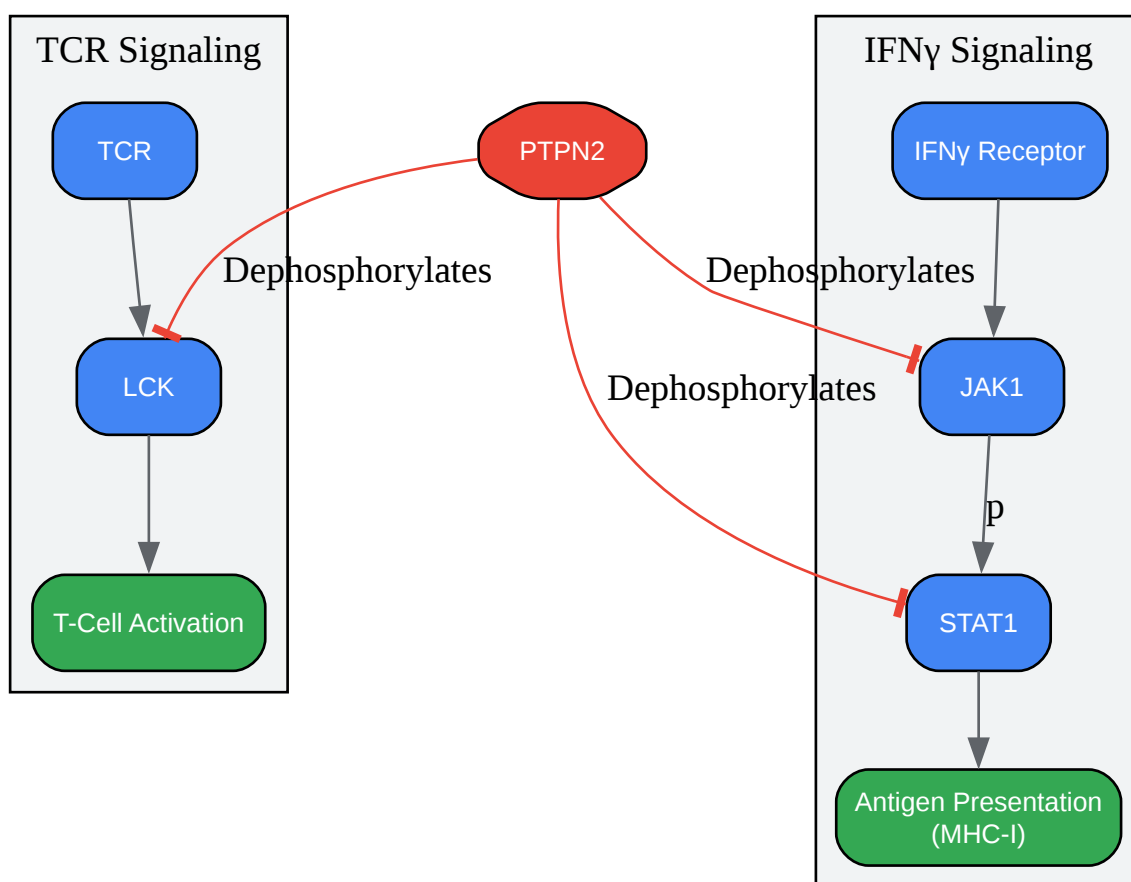 TCR Signaling
IFNγ Signaling
TCR
PTPN2
IFNγ Receptor
Dephosphorylates
Dephosphorylates
LCK
Dephosphorylates
JAK1
p
T-Cell Activation
STAT1
Antigen Presentation
(MHC-I)